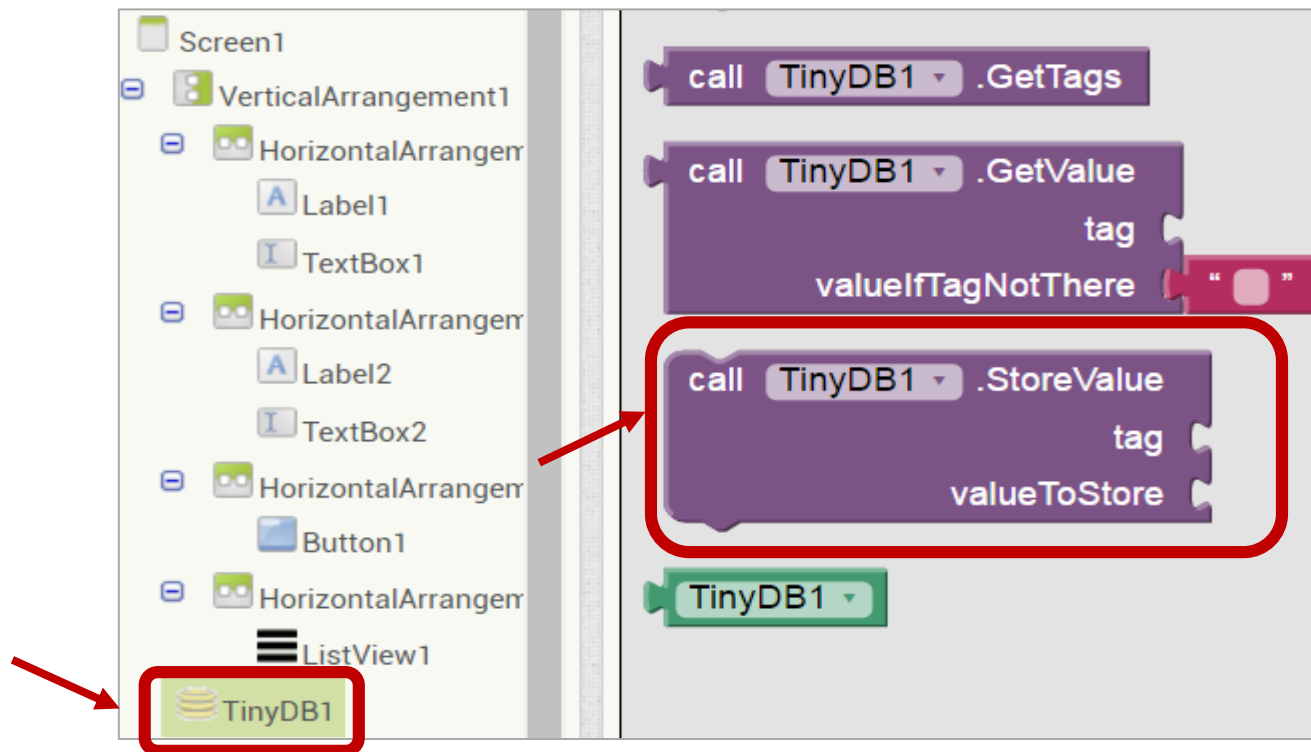 Screen1
VerticalArrangement1
HorizontalArrangem
Label1
TextBox1
HorizontalArrangem
Label2
TextBox2
HorizontalArrangem
Button1
HorizontalArrangem
ListView1
TinyDB1
call TinyDB1 .GetTags
call TinyDB1 .GetValue
tag
valueIfTagNotThere “ ”
call TinyDB1 .StoreValue
tag
valueToStore
TinyDB1